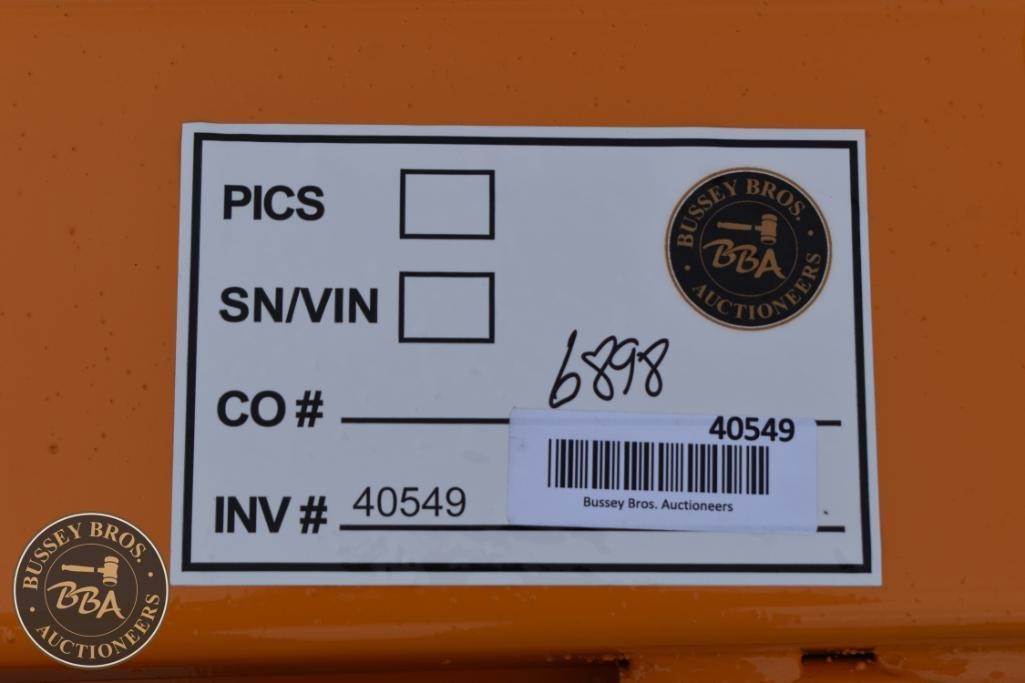 PICS
BUSSEY BROS.
BBA
AUCTIONEERS
SN/VIN
CO # 6898
40549
Bussey Bros. Auctioneers
INV # 40549
BUSSEY BROS.
BBA
AUCTIONEERS